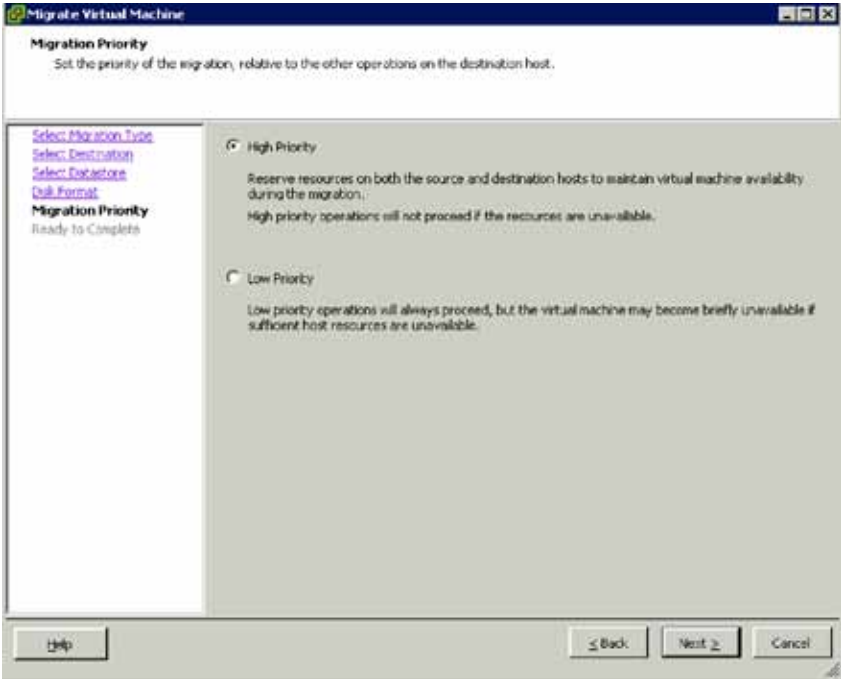 Migrate Virtual Machine
Migration Priority
Set the priority of the migration, relative to the other operations on the destination host.
Select Migration Type
Select Destination
Select Datastore
Disk Format
Migration Priority
Ready to Complete
High Priority
Reserve resources on both the source and destination hosts to maintain virtual machine availability
during the migration.
High priority operations will not proceed if the resources are unavailable.
Low Priority
Low priority operations will always proceed, but the virtual machine may become briefly unavailable if
sufficient host resources are unavailable.
Help
≤ Back
Next ≥
Cancel